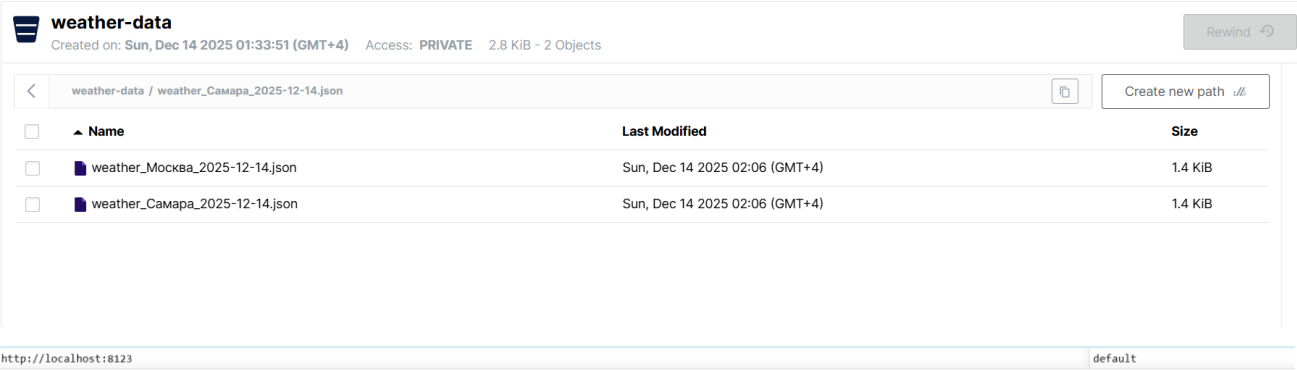 weather-data
Created on: Sun, Dec 14 2025 01:33:51 (GMT+4) Access: PRIVATE 2.8 KiB - 2 Objects
Rewind
weather-data / weather_Самара_2025-12-14.json
Create new path
Name Last Modified Size
weather_Москва_2025-12-14.json Sun, Dec 14 2025 02:06 (GMT+4) 1.4 KiB
weather_Самара_2025-12-14.json Sun, Dec 14 2025 02:06 (GMT+4) 1.4 KiB
http://localhost:8123 default